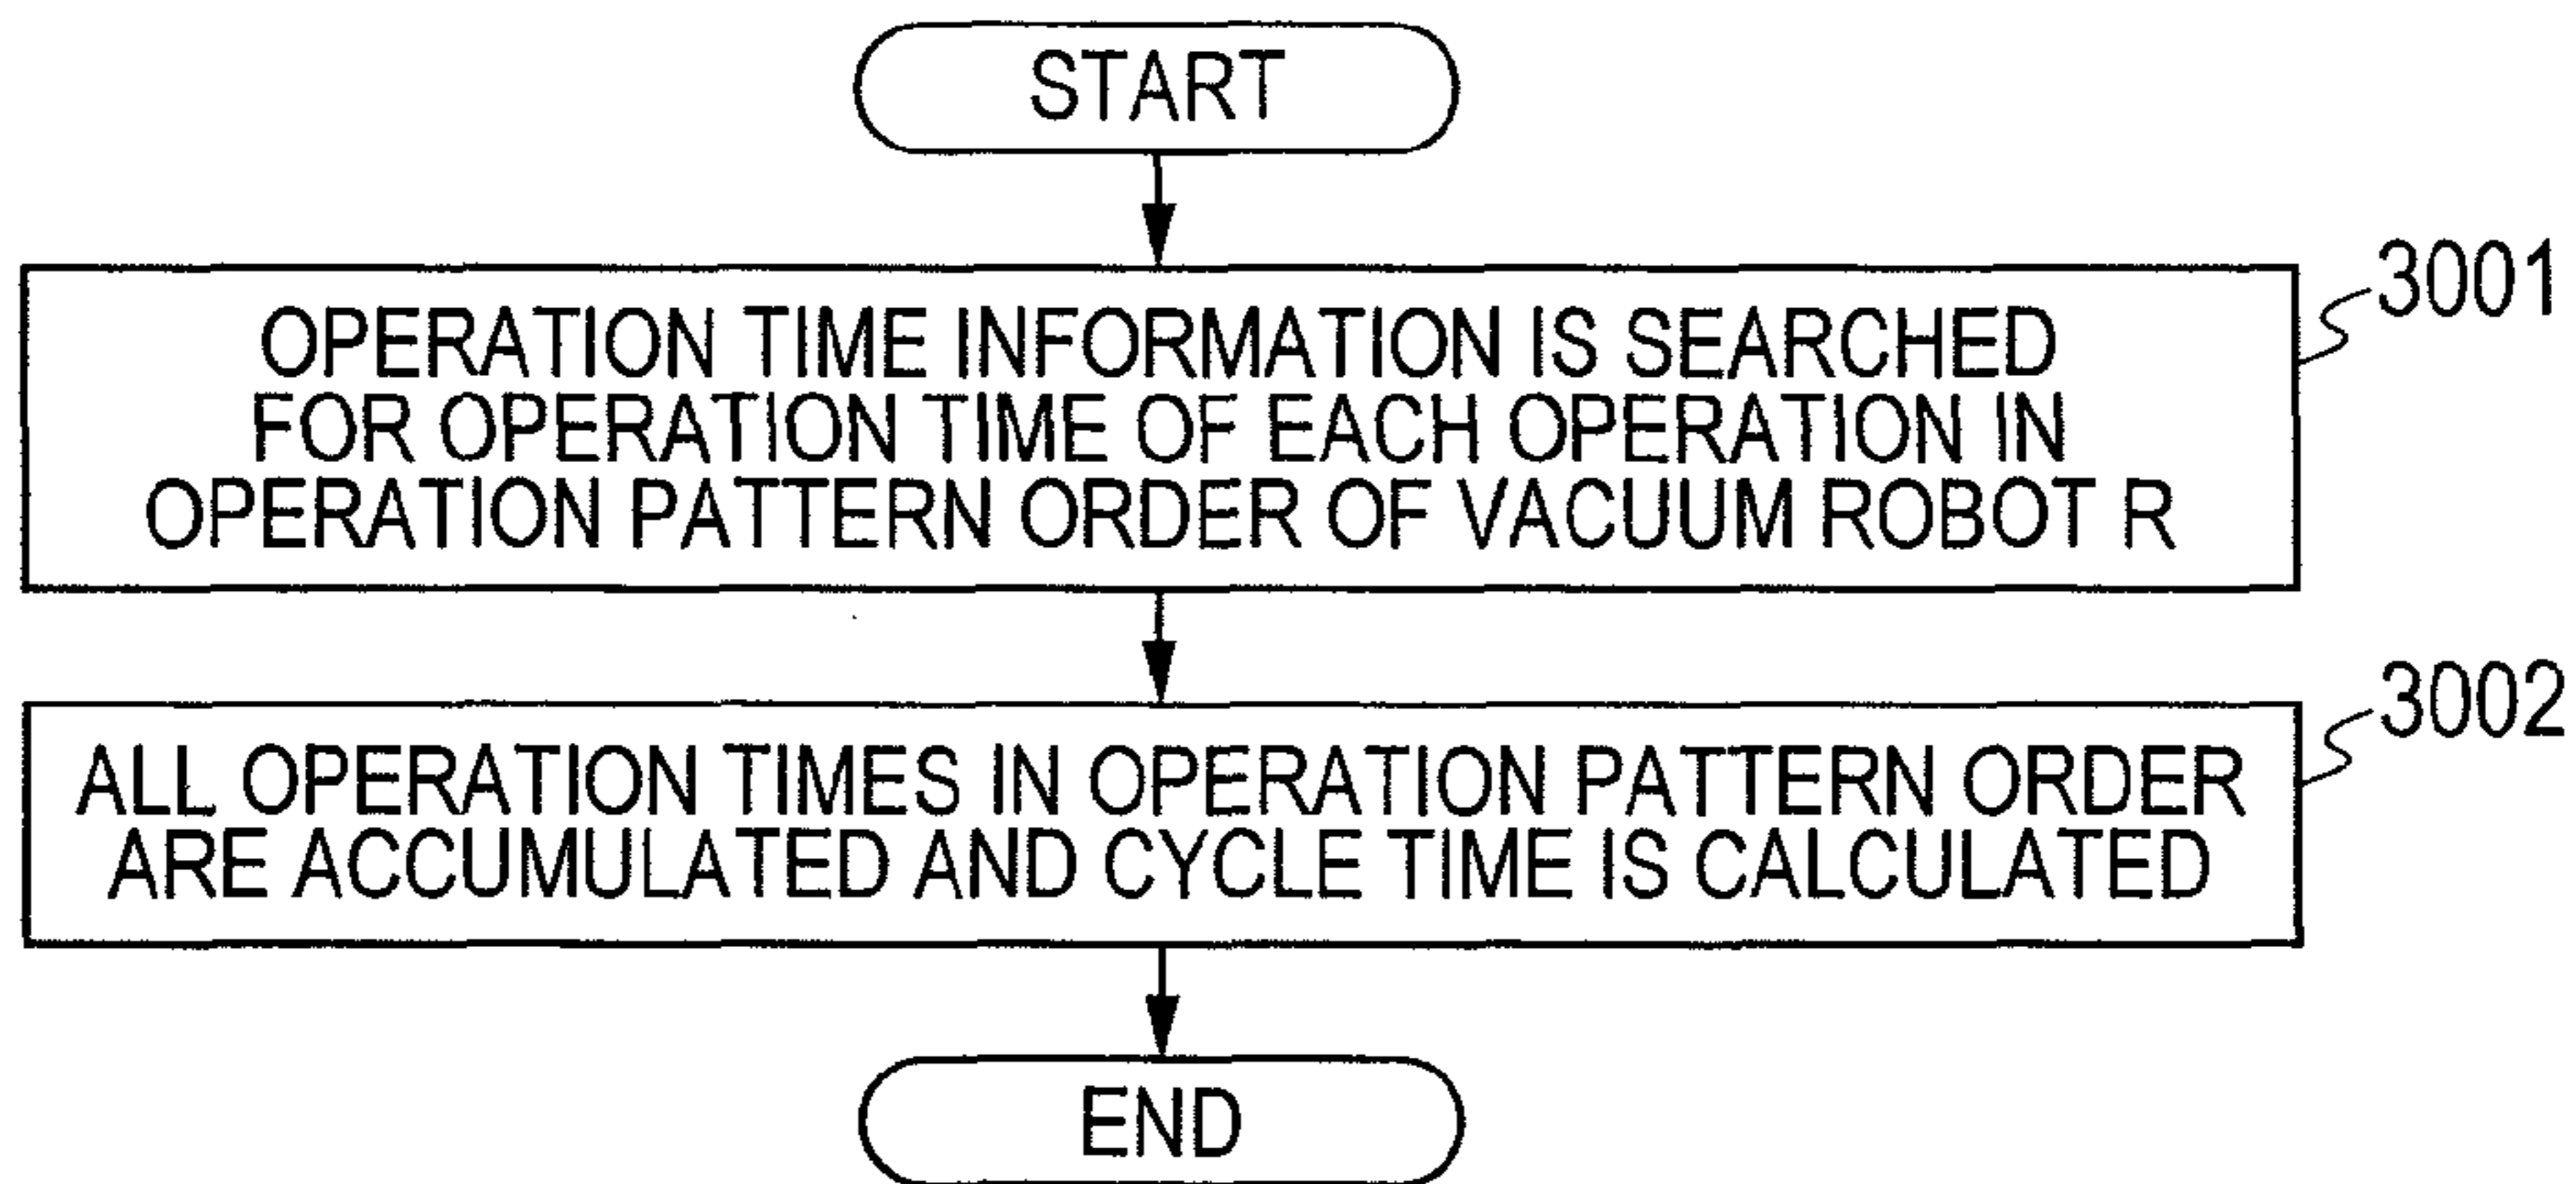 START
3001
OPERATION TIME INFORMATION IS SEARCHED
FOR OPERATION TIME OF EACH OPERATION IN
OPERATION PATTERN ORDER OF VACUUM ROBOT R
3002
ALL OPERATION TIMES IN OPERATION PATTERN ORDER
ARE ACCUMULATED AND CYCLE TIME IS CALCULATED
END